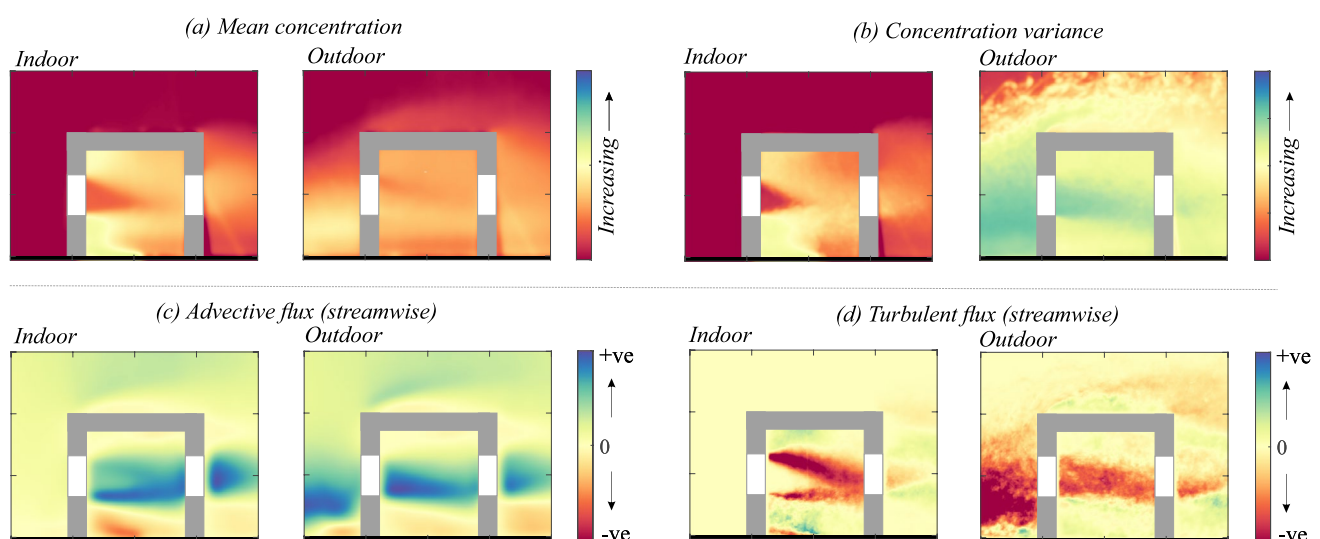 (a) Mean concentration
(b) Concentration variance
Indoor
Outdoor
Indoor
Outdoor
Increasing
Increasing
(c) Advective flux (streamwise)
(d) Turbulent flux (streamwise)
Indoor
Outdoor
Indoor
Outdoor
+ve
+ve
0
0
-ve
-ve